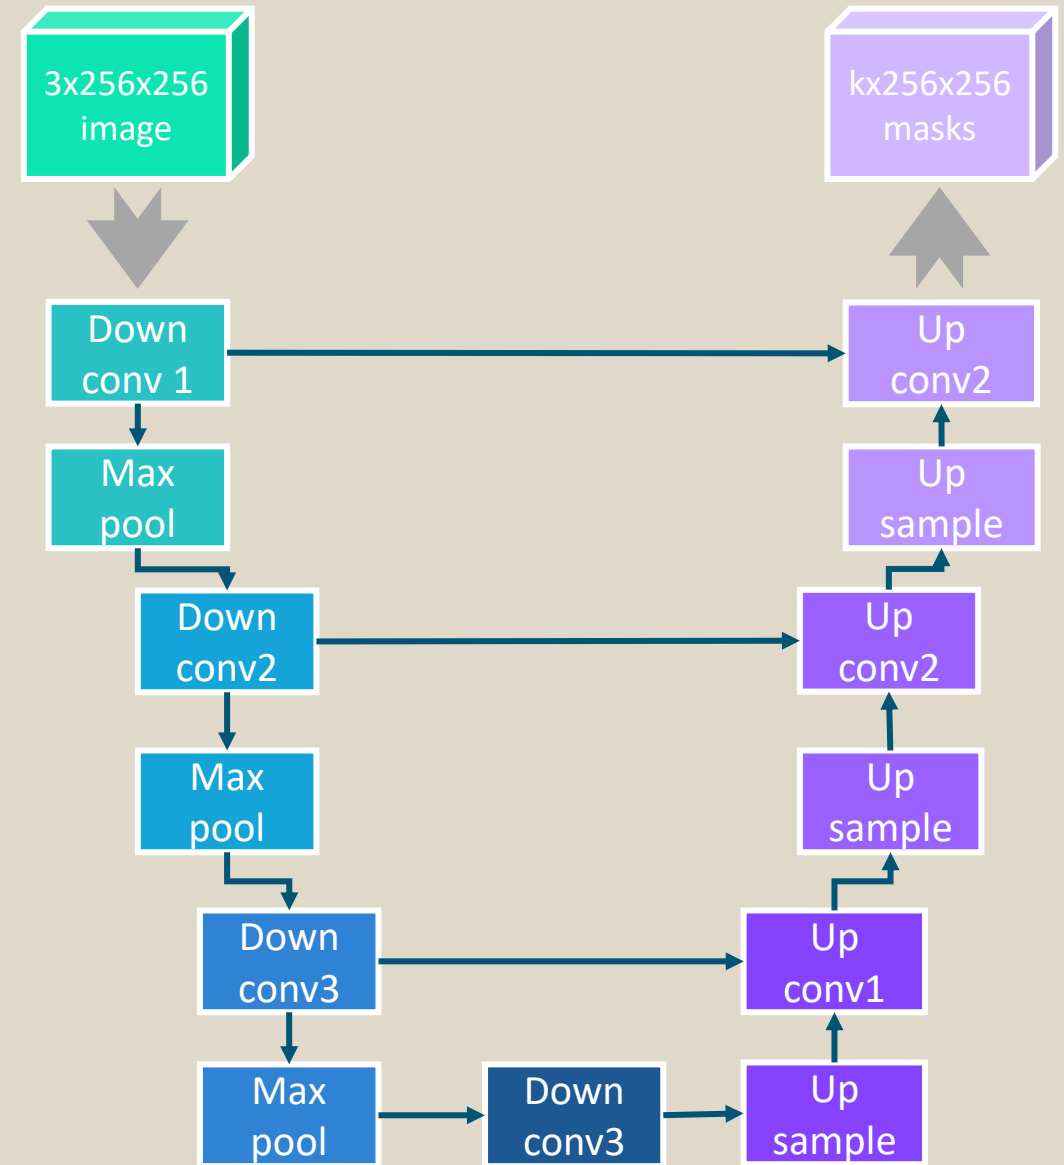 3x256x256
image
kx256x256
masks
Down
conv 1
Up
conv2
Max
pool
Up
sample
Down
conv2
Up
conv2
Max
pool
Up
sample
Down
conv3
Up
conv1
Max
pool
Down
conv3
Up
sample